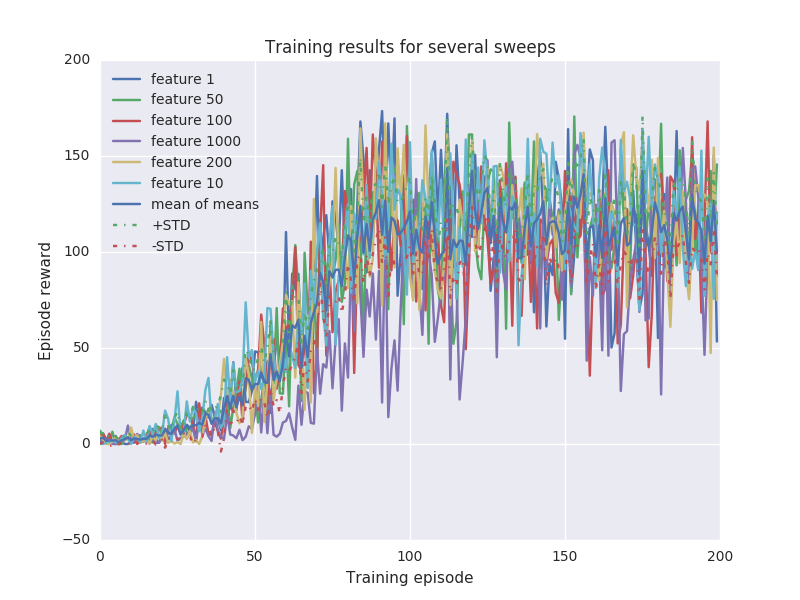 Training results for several sweeps
200
150
100
50
0
−50
Episode reward
feature 1
feature 50
feature 100
feature 1000
feature 200
feature 10
mean of means
+STD
-STD
0 50 100 150 200
Training episode